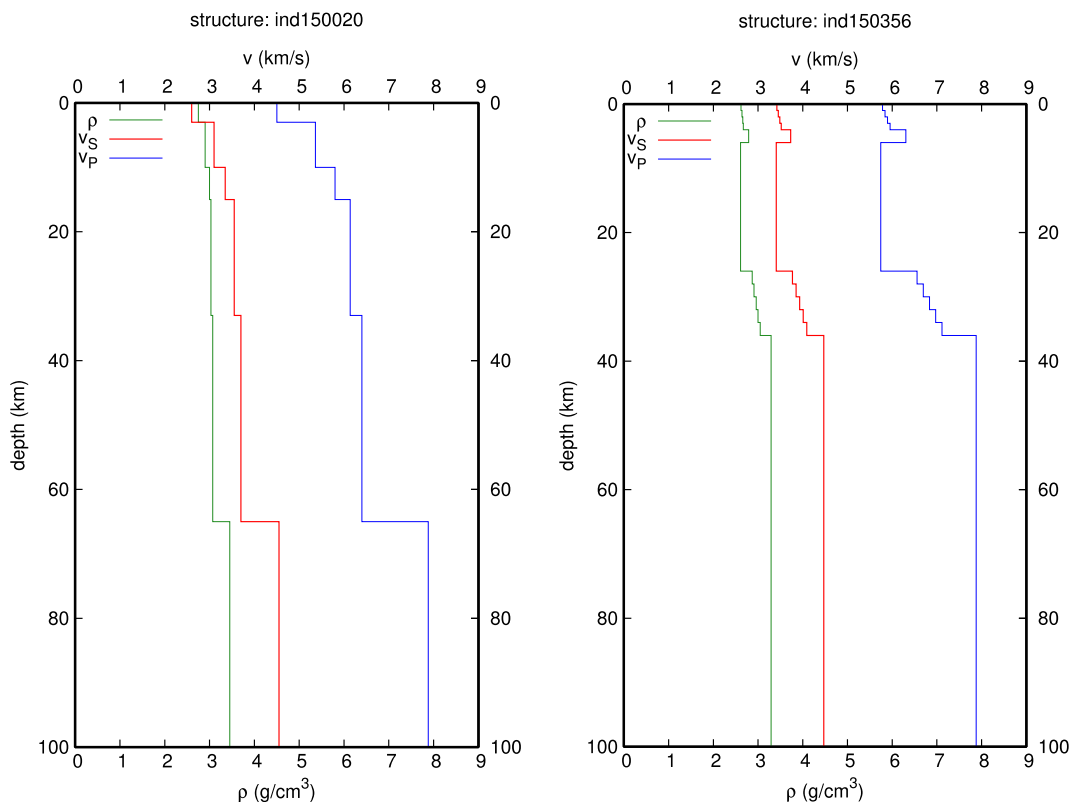 structure: ind150020
v (km/s)
0 1 2 3 4 5 6 7 8 9
ρ
vS
vP
0 0
20 20
40 40
60 60
80 80
100 100
depth (km)
0 1 2 3 4 5 6 7 8 9
ρ (g/cm³)
structure: ind150356
v (km/s)
0 1 2 3 4 5 6 7 8 9
ρ
vS
vP
0 0
20 20
40 40
60 60
80 80
100 100
depth (km)
0 1 2 3 4 5 6 7 8 9
ρ (g/cm³)